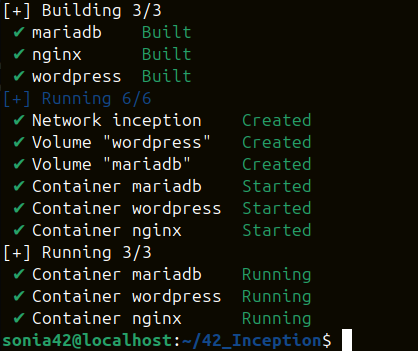 [+] Building 3/3
✔ mariadb Built
✔ nginx Built
✔ wordpress Built
[+] Running 6/6
✔ Network inception Created
✔ Volume "wordpress" Created
✔ Volume "mariadb" Created
✔ Container mariadb Started
✔ Container wordpress Started
✔ Container nginx Started
[+] Running 3/3
✔ Container mariadb Running
✔ Container wordpress Running
✔ Container nginx Running
sonia42@localhost:~/42_Inception$